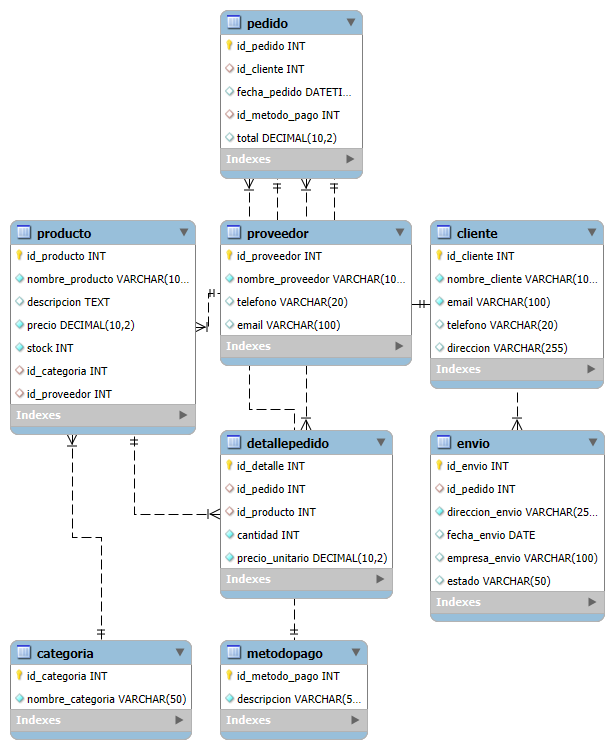 pedido
id_pedido INT
id_cliente INT
fecha_pedido DATETI...
id_metodo_pago INT
total DECIMAL(10,2)
Indexes
producto
id_producto INT
nombre_producto VARCHAR(10...
descripcion TEXT
precio DECIMAL(10,2)
stock INT
id_categoria INT
id_proveedor INT
Indexes
proveedor
id_proveedor INT
nombre_proveedor VARCHAR(10...
telefono VARCHAR(20)
email VARCHAR(100)
Indexes
cliente
id_cliente INT
nombre_cliente VARCHAR(10...
email VARCHAR(100)
telefono VARCHAR(20)
direccion VARCHAR(255)
Indexes
detallepedido
id_detalle INT
id_pedido INT
id_producto INT
cantidad INT
precio_unitario DECIMAL(10,2)
Indexes
envio
id_envio INT
id_pedido INT
direccion_envio VARCHAR(25...
fecha_envio DATE
empresa_envio VARCHAR(100)
estado VARCHAR(50)
Indexes
categoria
id_categoria INT
nombre_categoria VARCHAR(50)
Indexes
metodopago
id_metodo_pago INT
descripcion VARCHAR(5...
Indexes